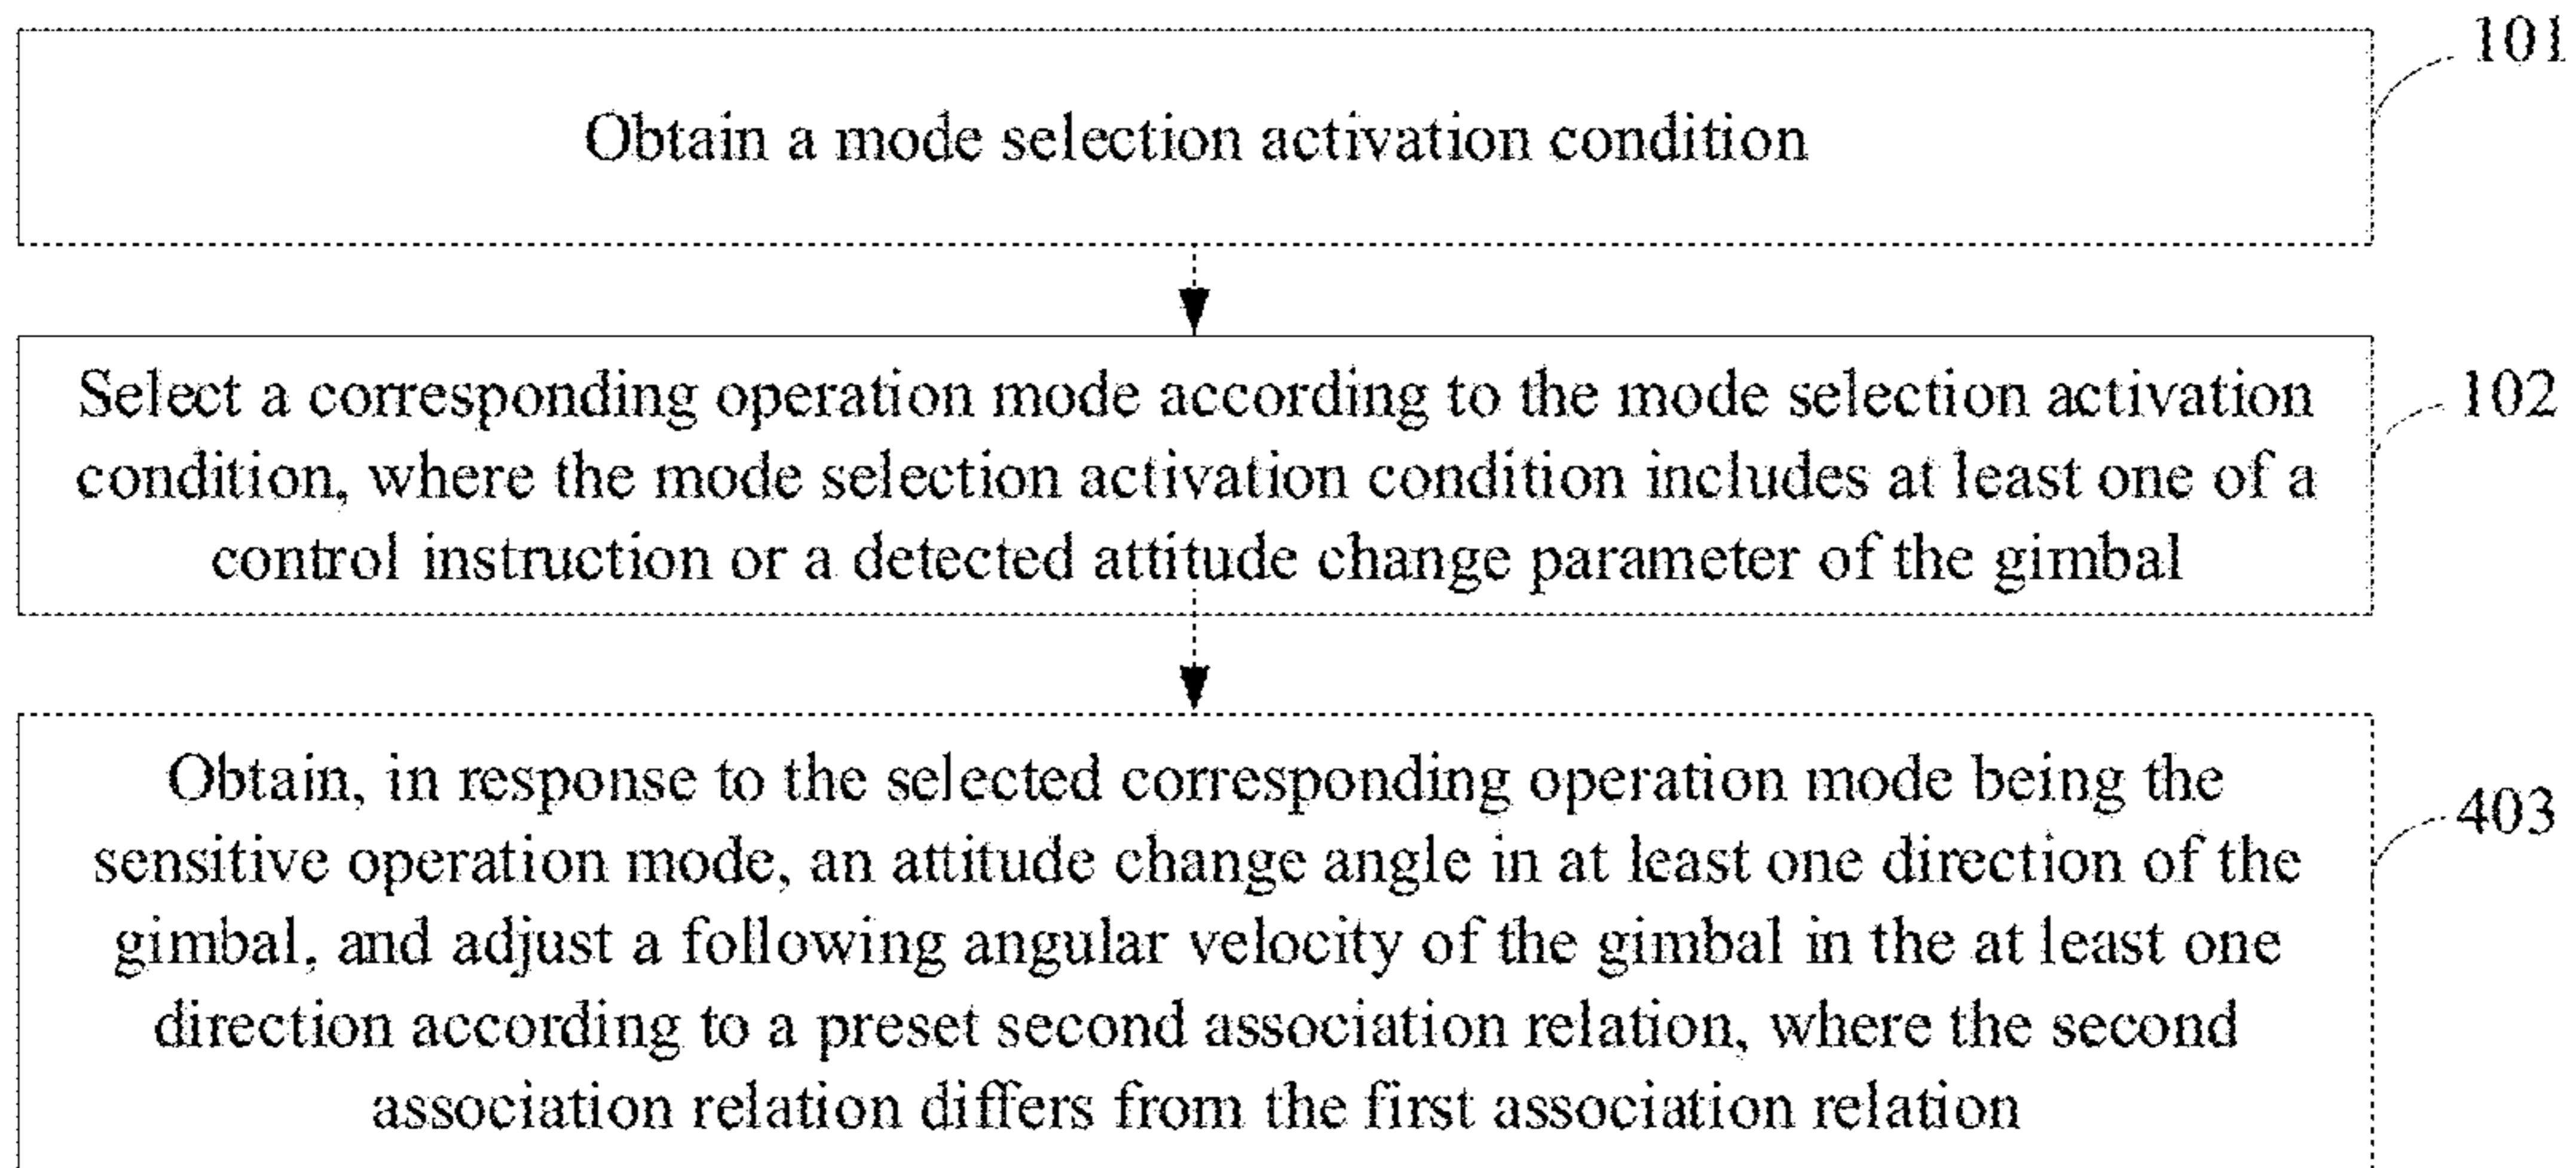 101
Obtain a mode selection activation condition
Select a corresponding operation mode according to the mode selection activation
102
condition, where the mode selection activation condition includes at least one of a
control instruction or a detected attitude change parameter of the gimbal
Obtain, in response to the selected corresponding operation mode being the
403
sensitive operation mode, an attitude change angle in at least one direction of the
gimbal, and adjust a following angular velocity of the gimbal in the at least one
direction according to a preset second association relation, where the second
association relation differs from the first association relation